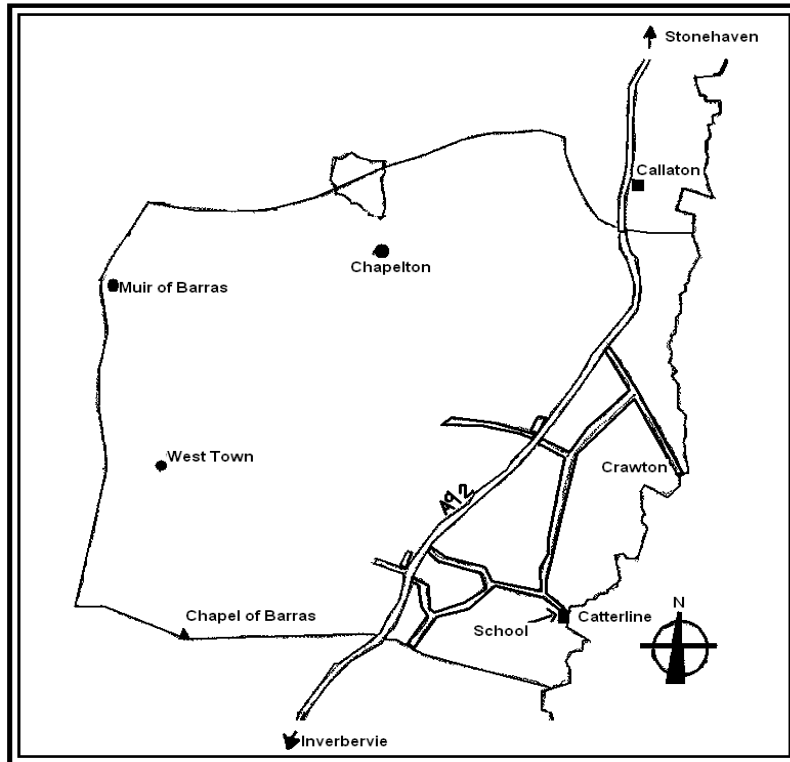 Stonehaven
Callaton
Chapelton
Muir of Barras
West Town
Crawton
A92
Chapel of Barras
School
Catterline
N
Inverbervie